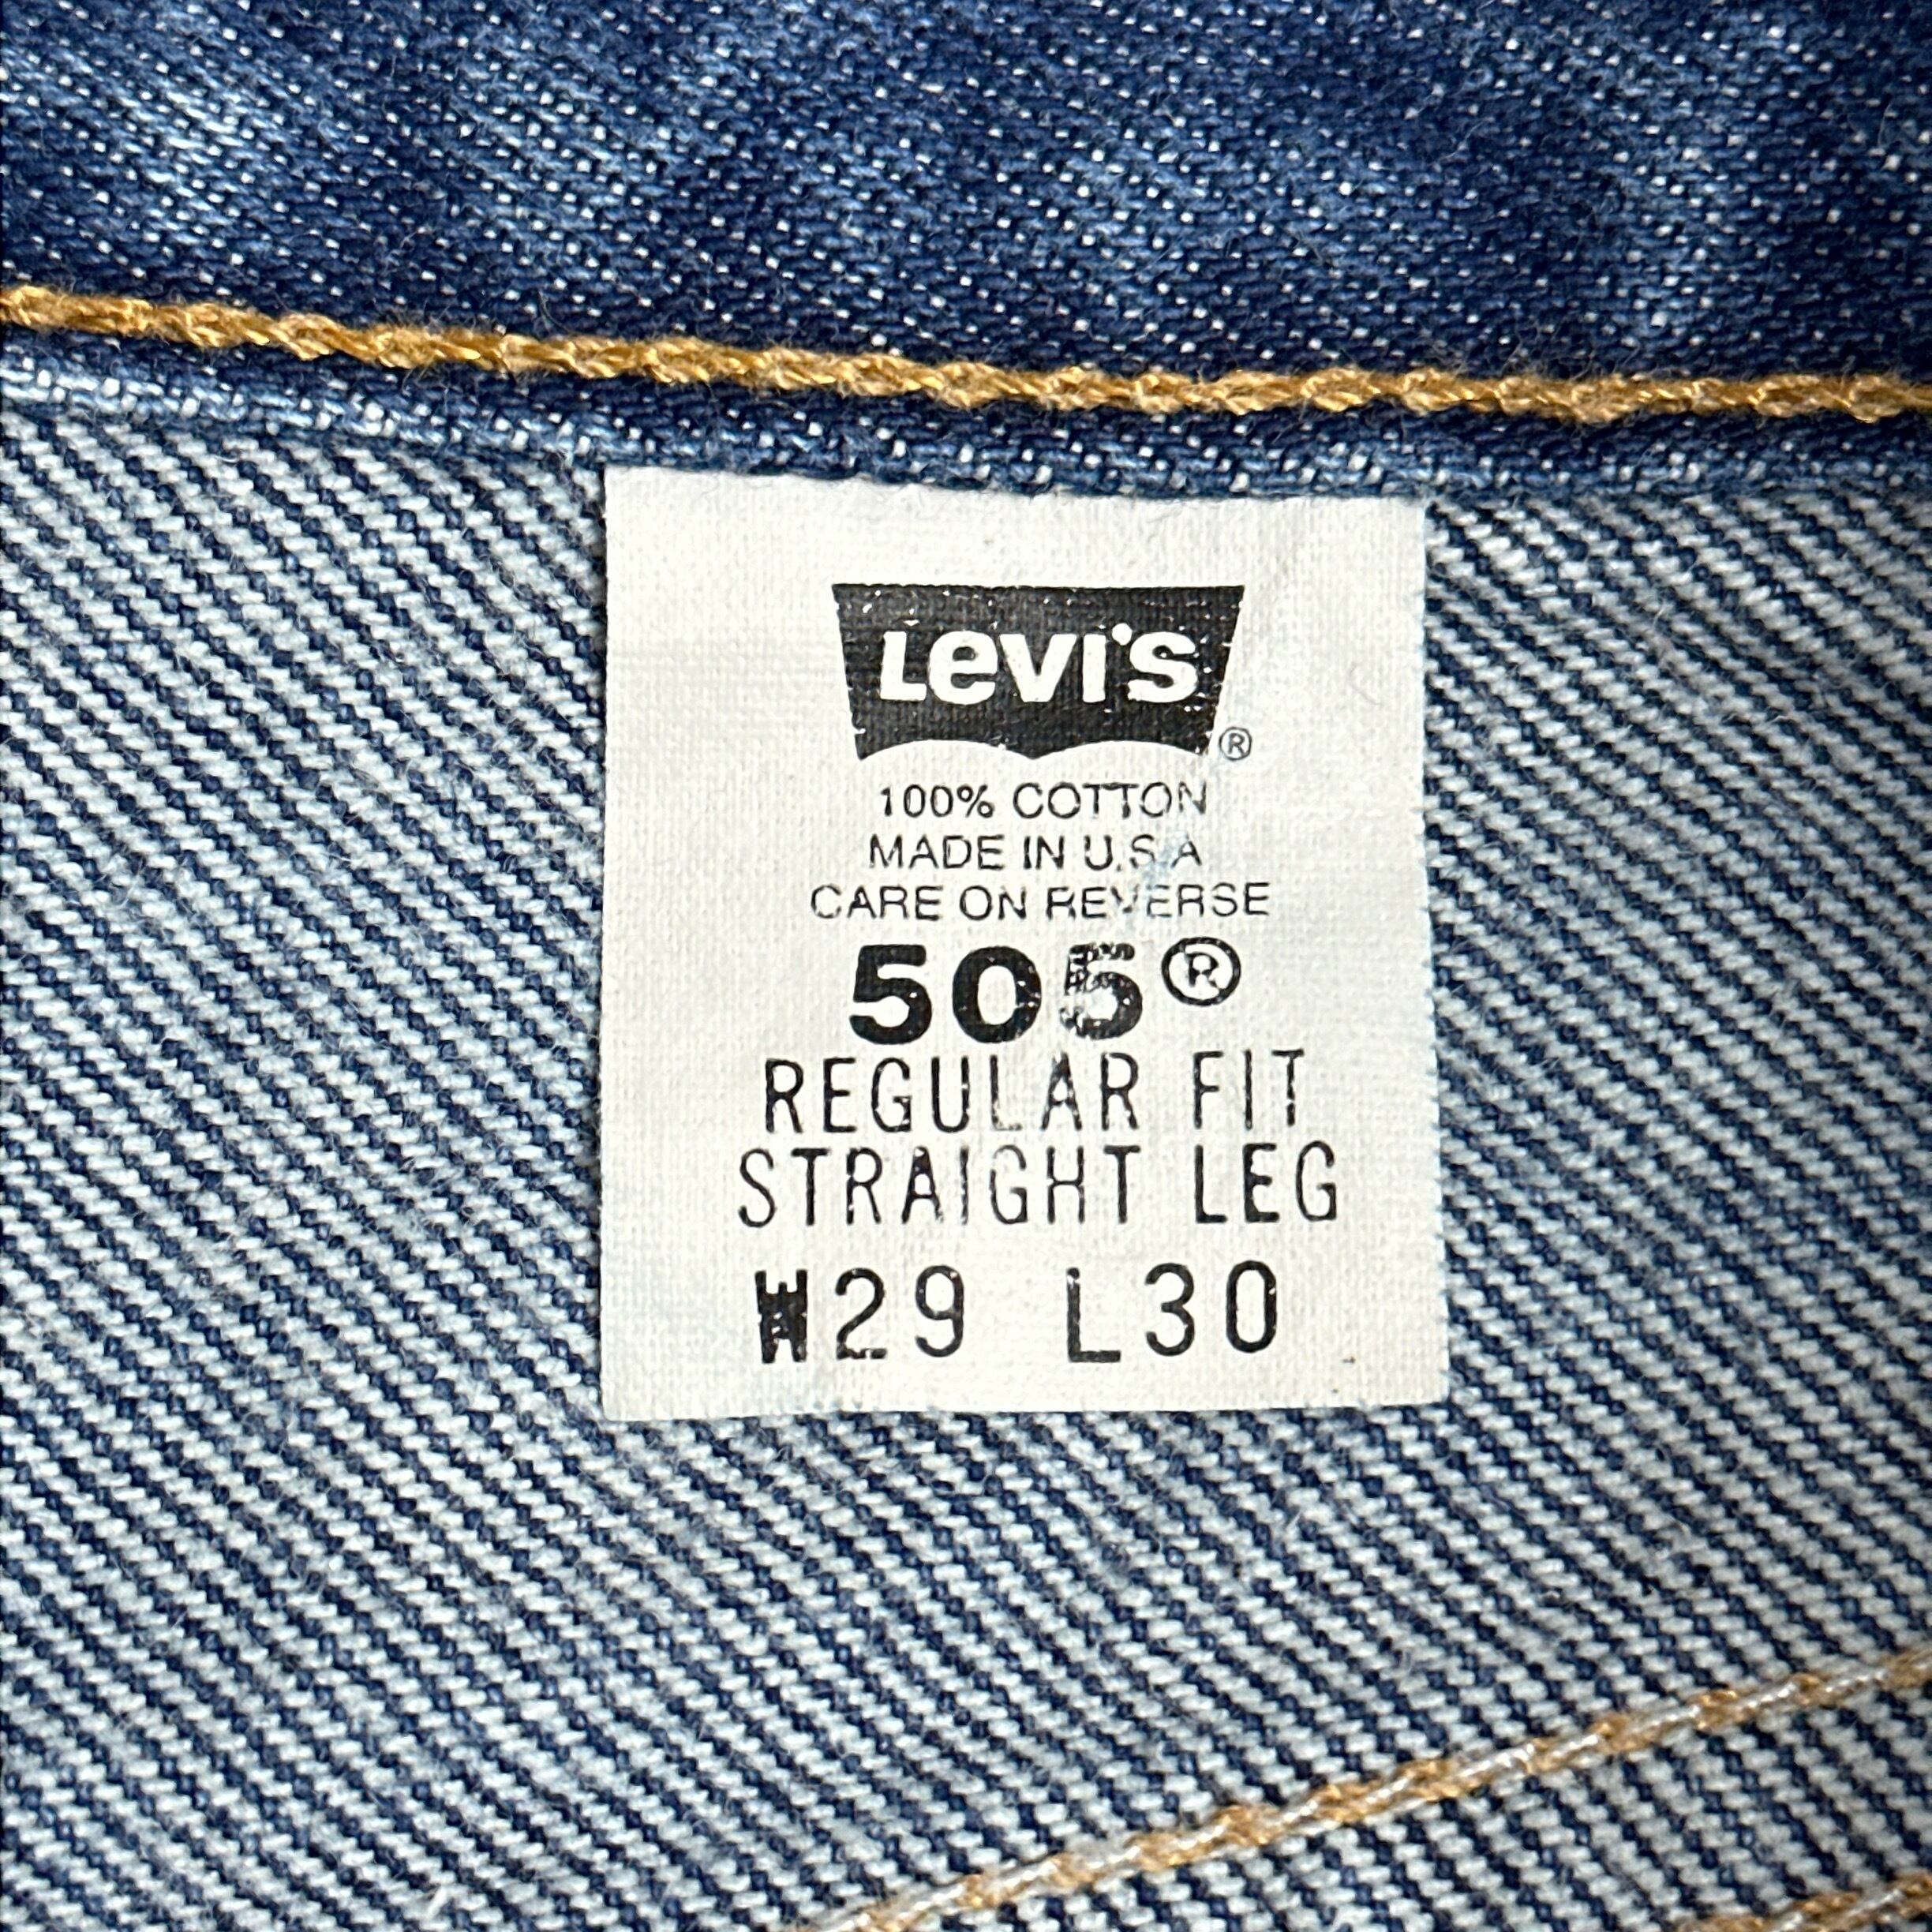 Levi's ®
100% COTTON
MADE IN U.S.A
CARE ON REVERSE
505®
REGULAR FIT
STRAIGHT LEG
W29 L30